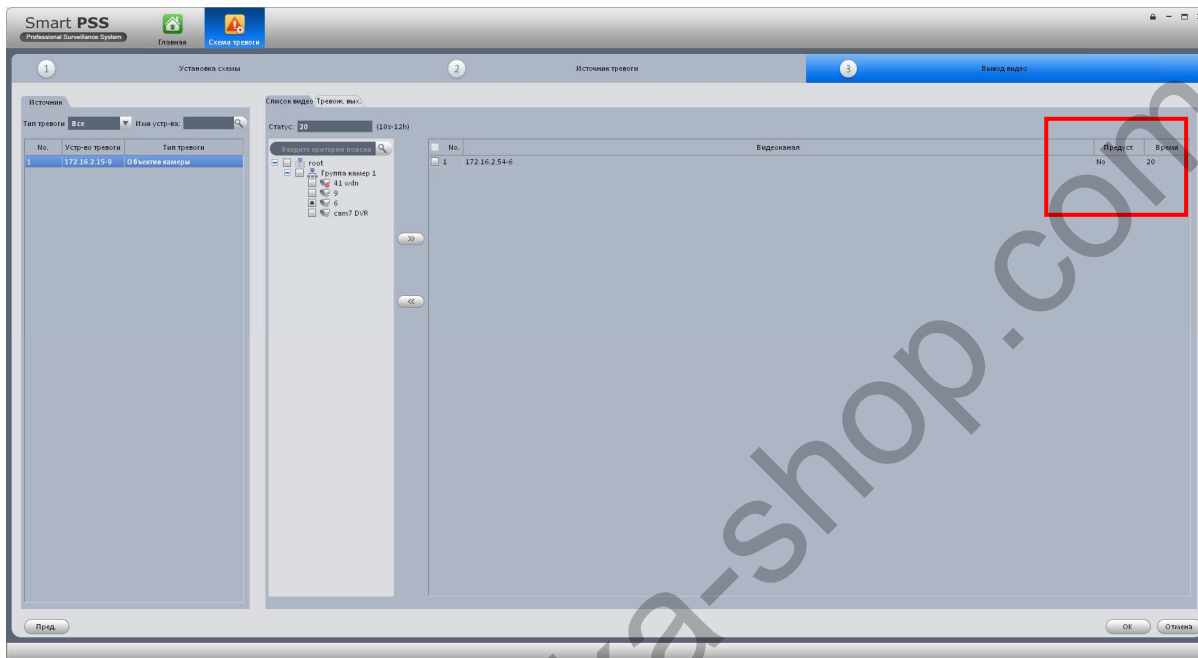 Smart PSS
Professional Surveillance System
Главная
Схема тревоги
1 Установка схемы
2 Источник тревоги
3 Вывод видео
Источник
Тип тревоги Все Имя устр-ва:
No. Устр-во тревоги Тип тревоги
1 172.16.2.15-9 Объектив камеры
Список видео Тревож. вых.
Статус: 20 (10s-12h)
Введите критерии поиска
root
Группа камер 1
41 wdn
9
6
cam7 DVR
No. Видеоканал Предуст. Время
1 172.16.2.54-6 No 20
Пред.
OK Отмена
ka-shop.com